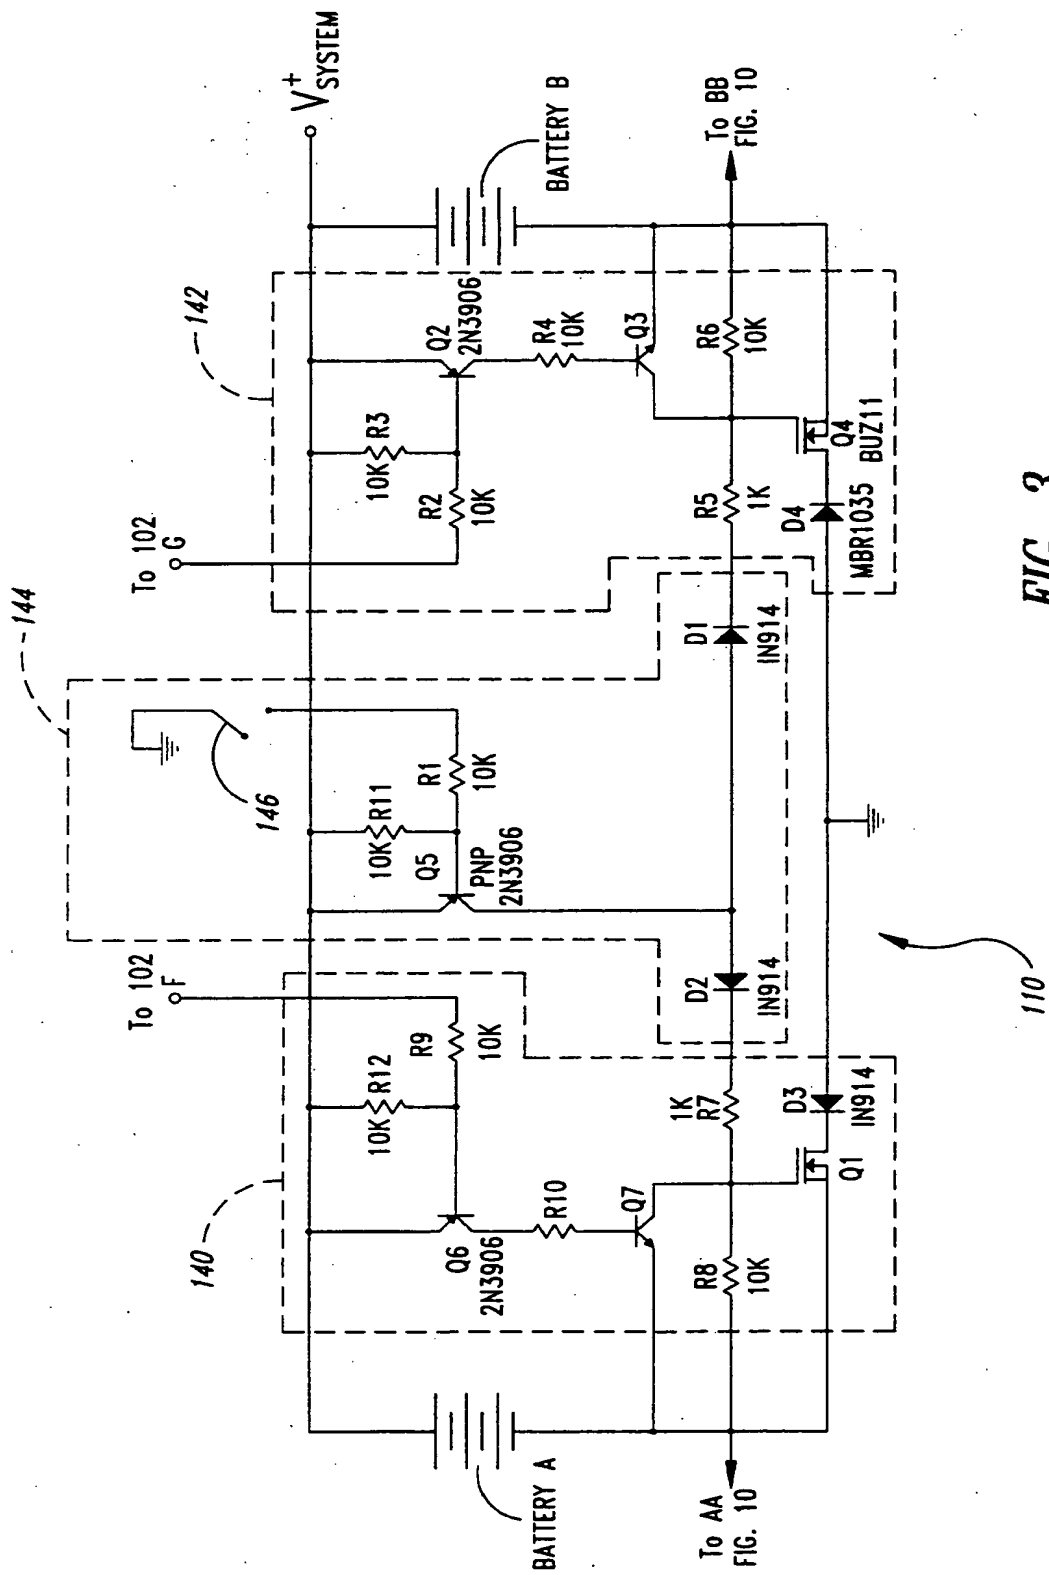 To 102
F
144
To 102
G
142
V+
SYSTEM
140
146
R12
10K
R9
10K
Q6
2N3906
R10
Q7
R11
10K
R1
10K
Q5
PNP
2N3906
R3
10K
R2
10K
Q2
2N3906
R4
10K
Q3
BATTERY A
BATTERY B
To AA
FIG. 10
R8
10K
1K
R7
D2
IN914
D1
IN914
R5
1K
R6
10K
To BB
FIG. 10
Q1
D3
IN914
D4
MBR1035
Q4
BUZ11
110
FIG. 3